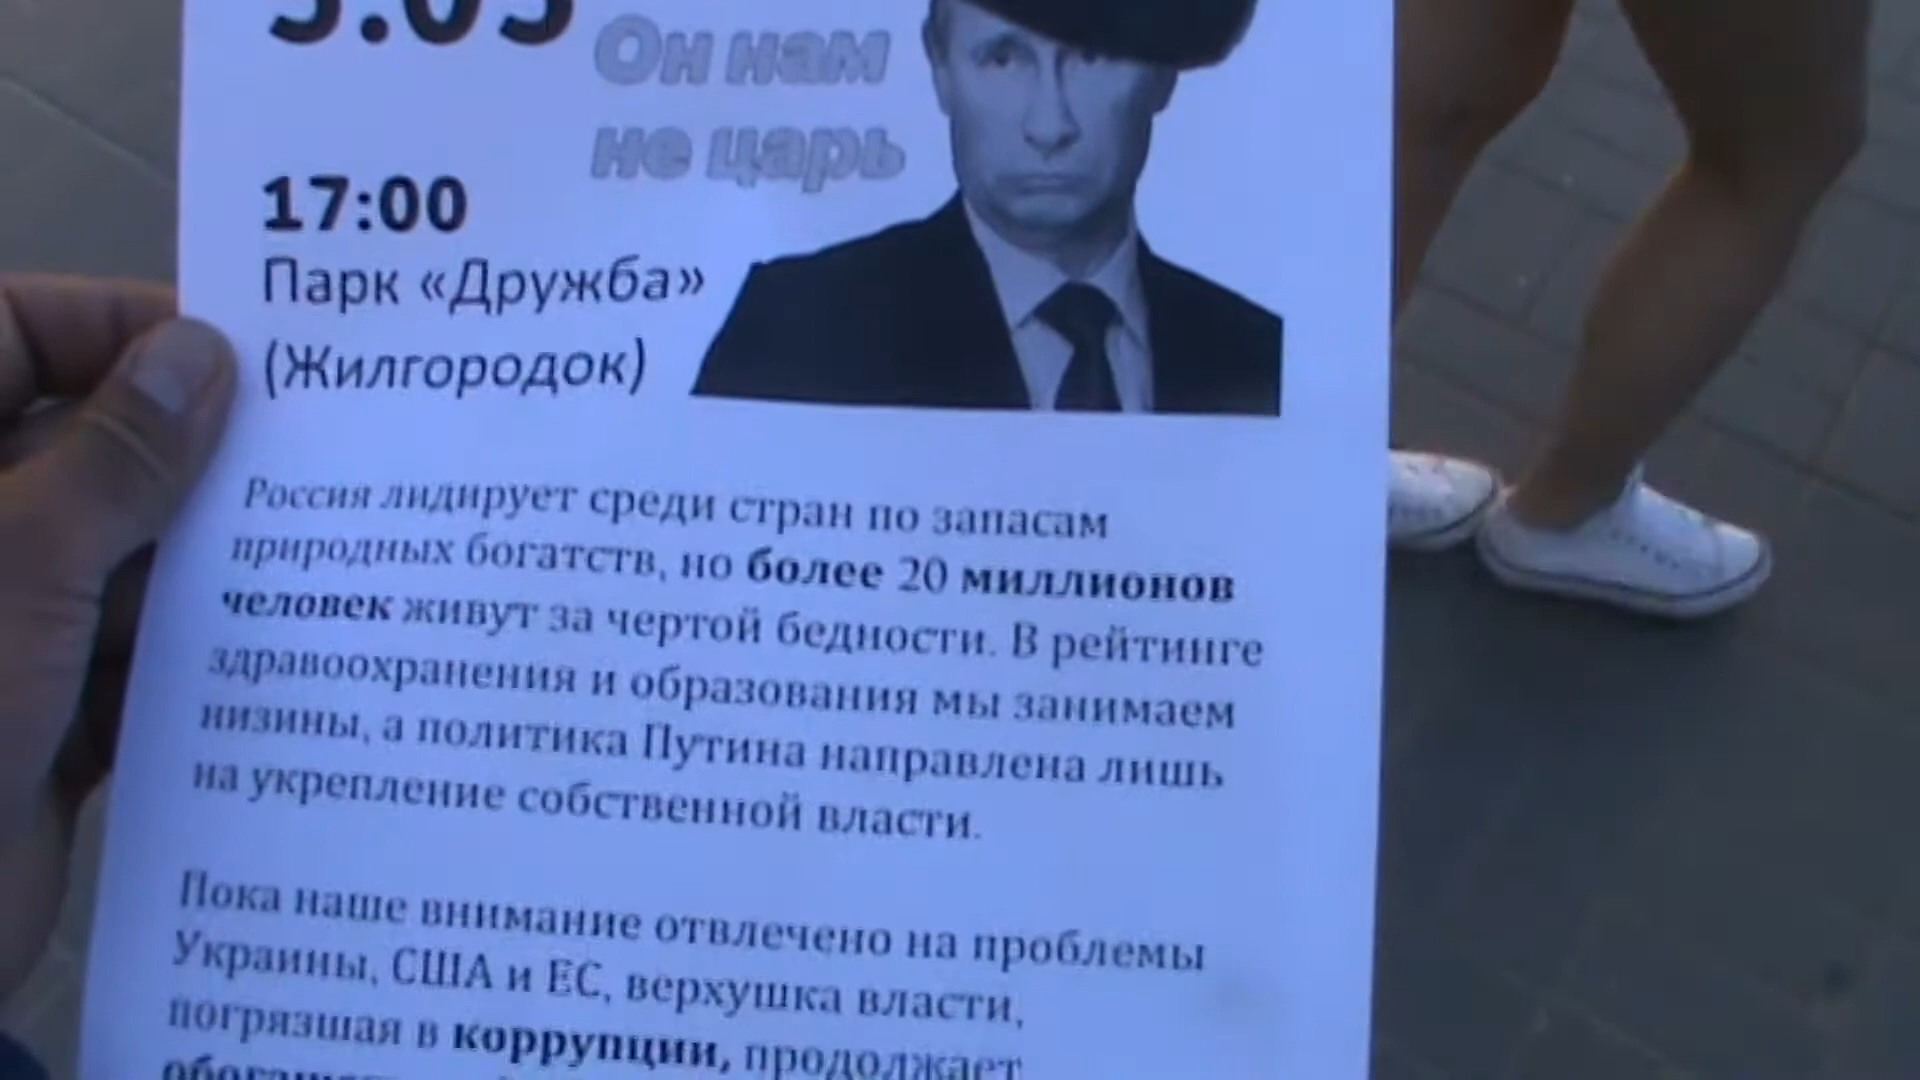 5.05
Он нам
не царь
17:00
Парк «Дружба»
(Жилгородок)
Россия лидирует среди стран по запасам
природных богатств, но более 20 миллионов
человек живут за чертой бедности. В рейтинге
здравоохранения и образования мы занимаем
низины, а политика Путина направлена лишь
на укрепление собственной власти.
Пока наше внимание отвлечено на проблемы
Украины, США и ЕС, верхушка власти,
погрязшая в коррупции, продолжает